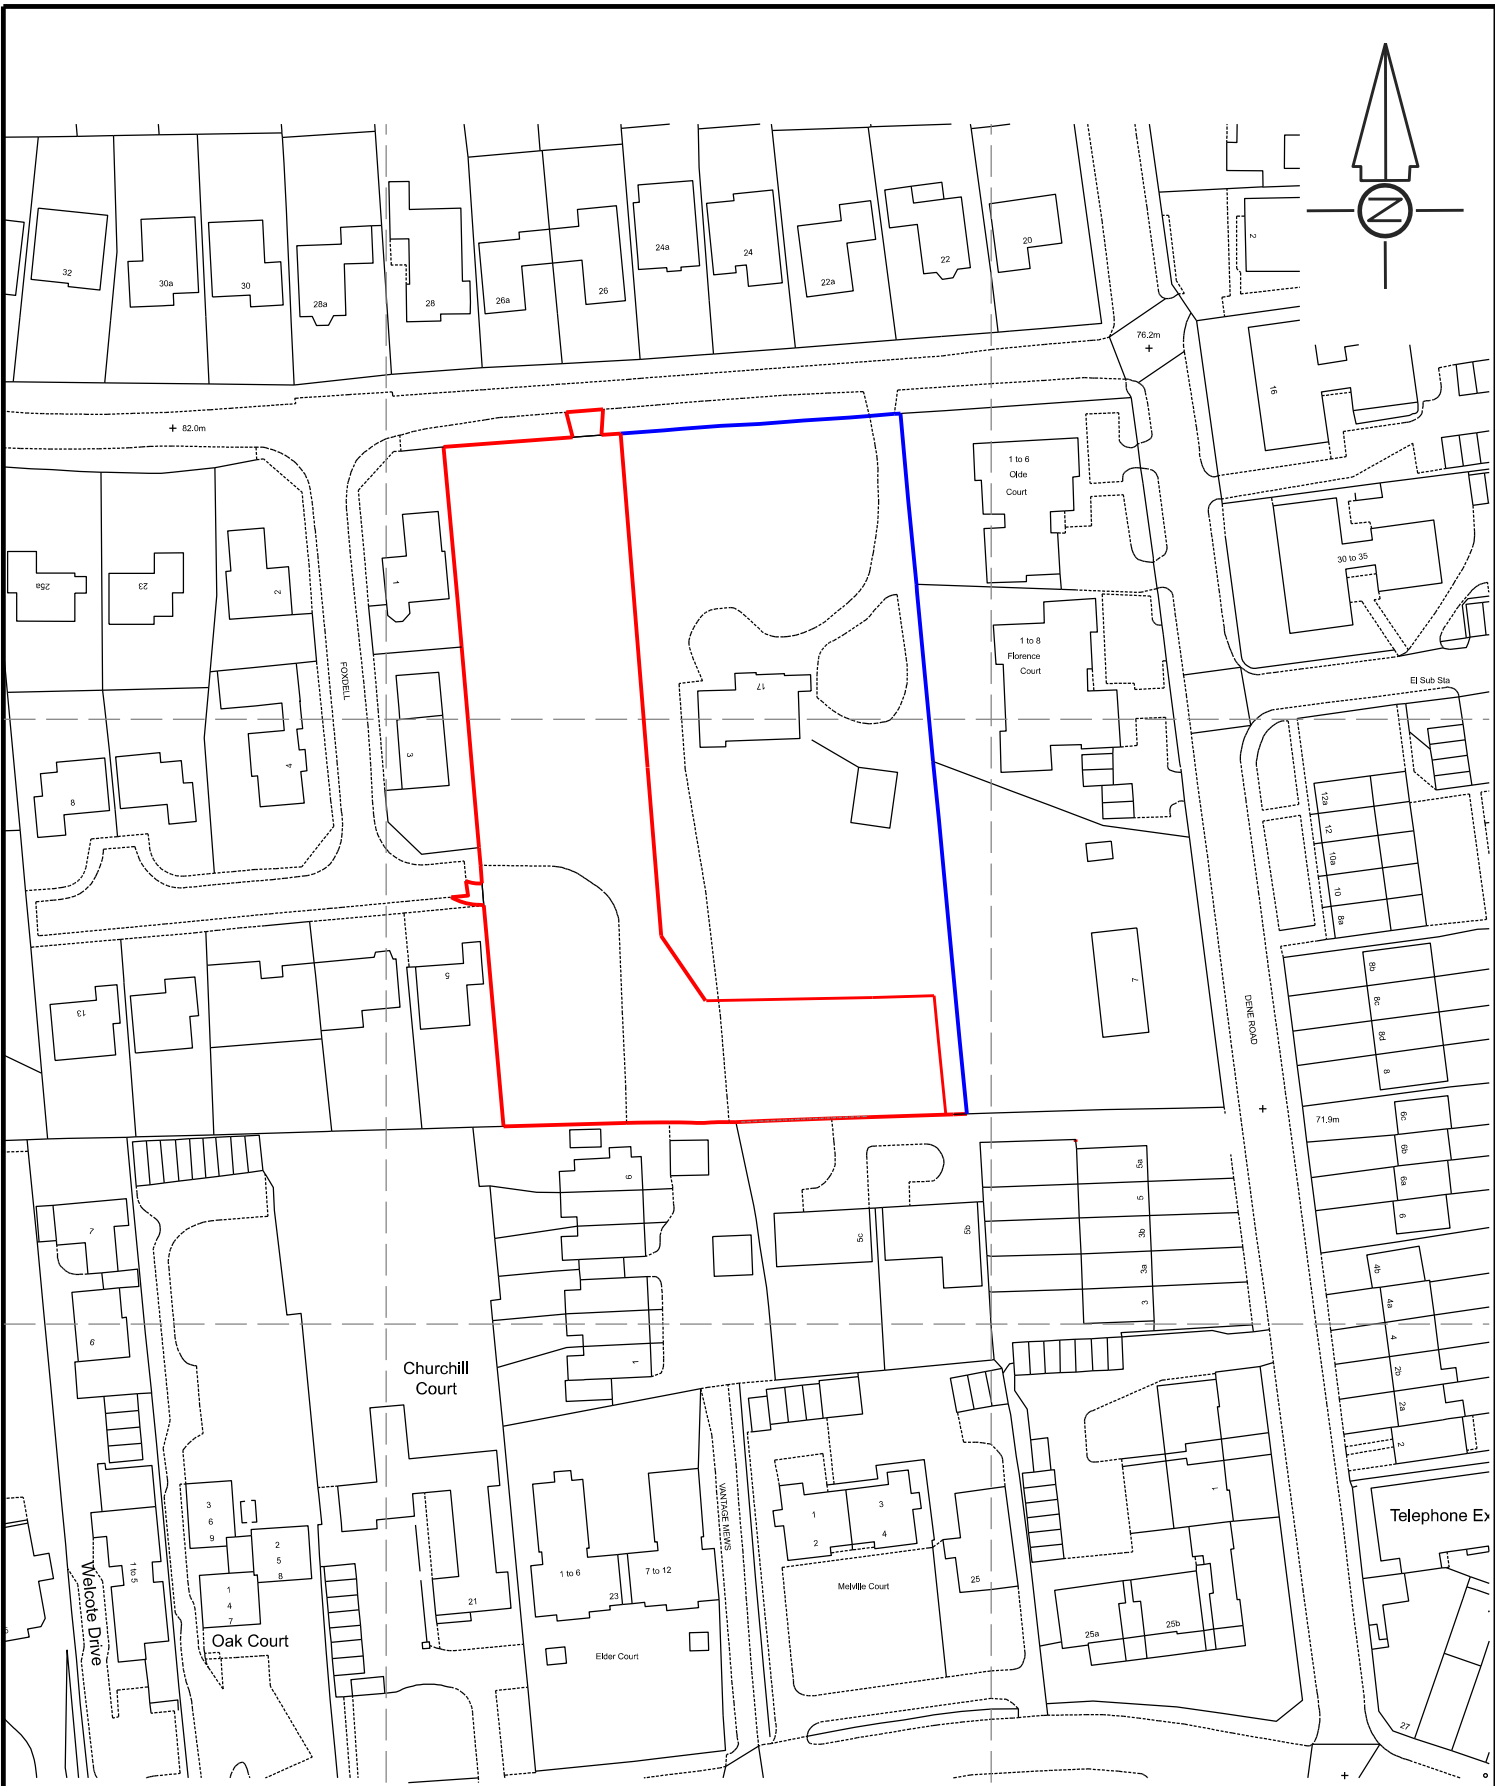 N
32
30a
30
28a
28
26a
26
24a
24
22a
22
20
2
76.2m
16
82.0m
1 to 6
Olde
Court
30 to 35
25a
23
2
1
FOXDELL
1 to 8
Florence
Court
El Sub Sta
17
3
4
8
12a
12
10a
10
8a
5
13
7
DENE ROAD
8b
8c
8d
8
71.9m
6c
6b
6a
6
9
5a
5
3b
3a
3
5c
5b
7
6
4b
4a
4
2b
2a
2
1
Churchill
Court
VANTAGE MEWS
1
Telephone Ex
3
6
9
2
5
8
1
4
7
1 to 5
Welcote Drive
Oak Court
21
1 to 6
23
7 to 12
Elder Court
1
2
3
4
Melville Court
25
25a
25b
27